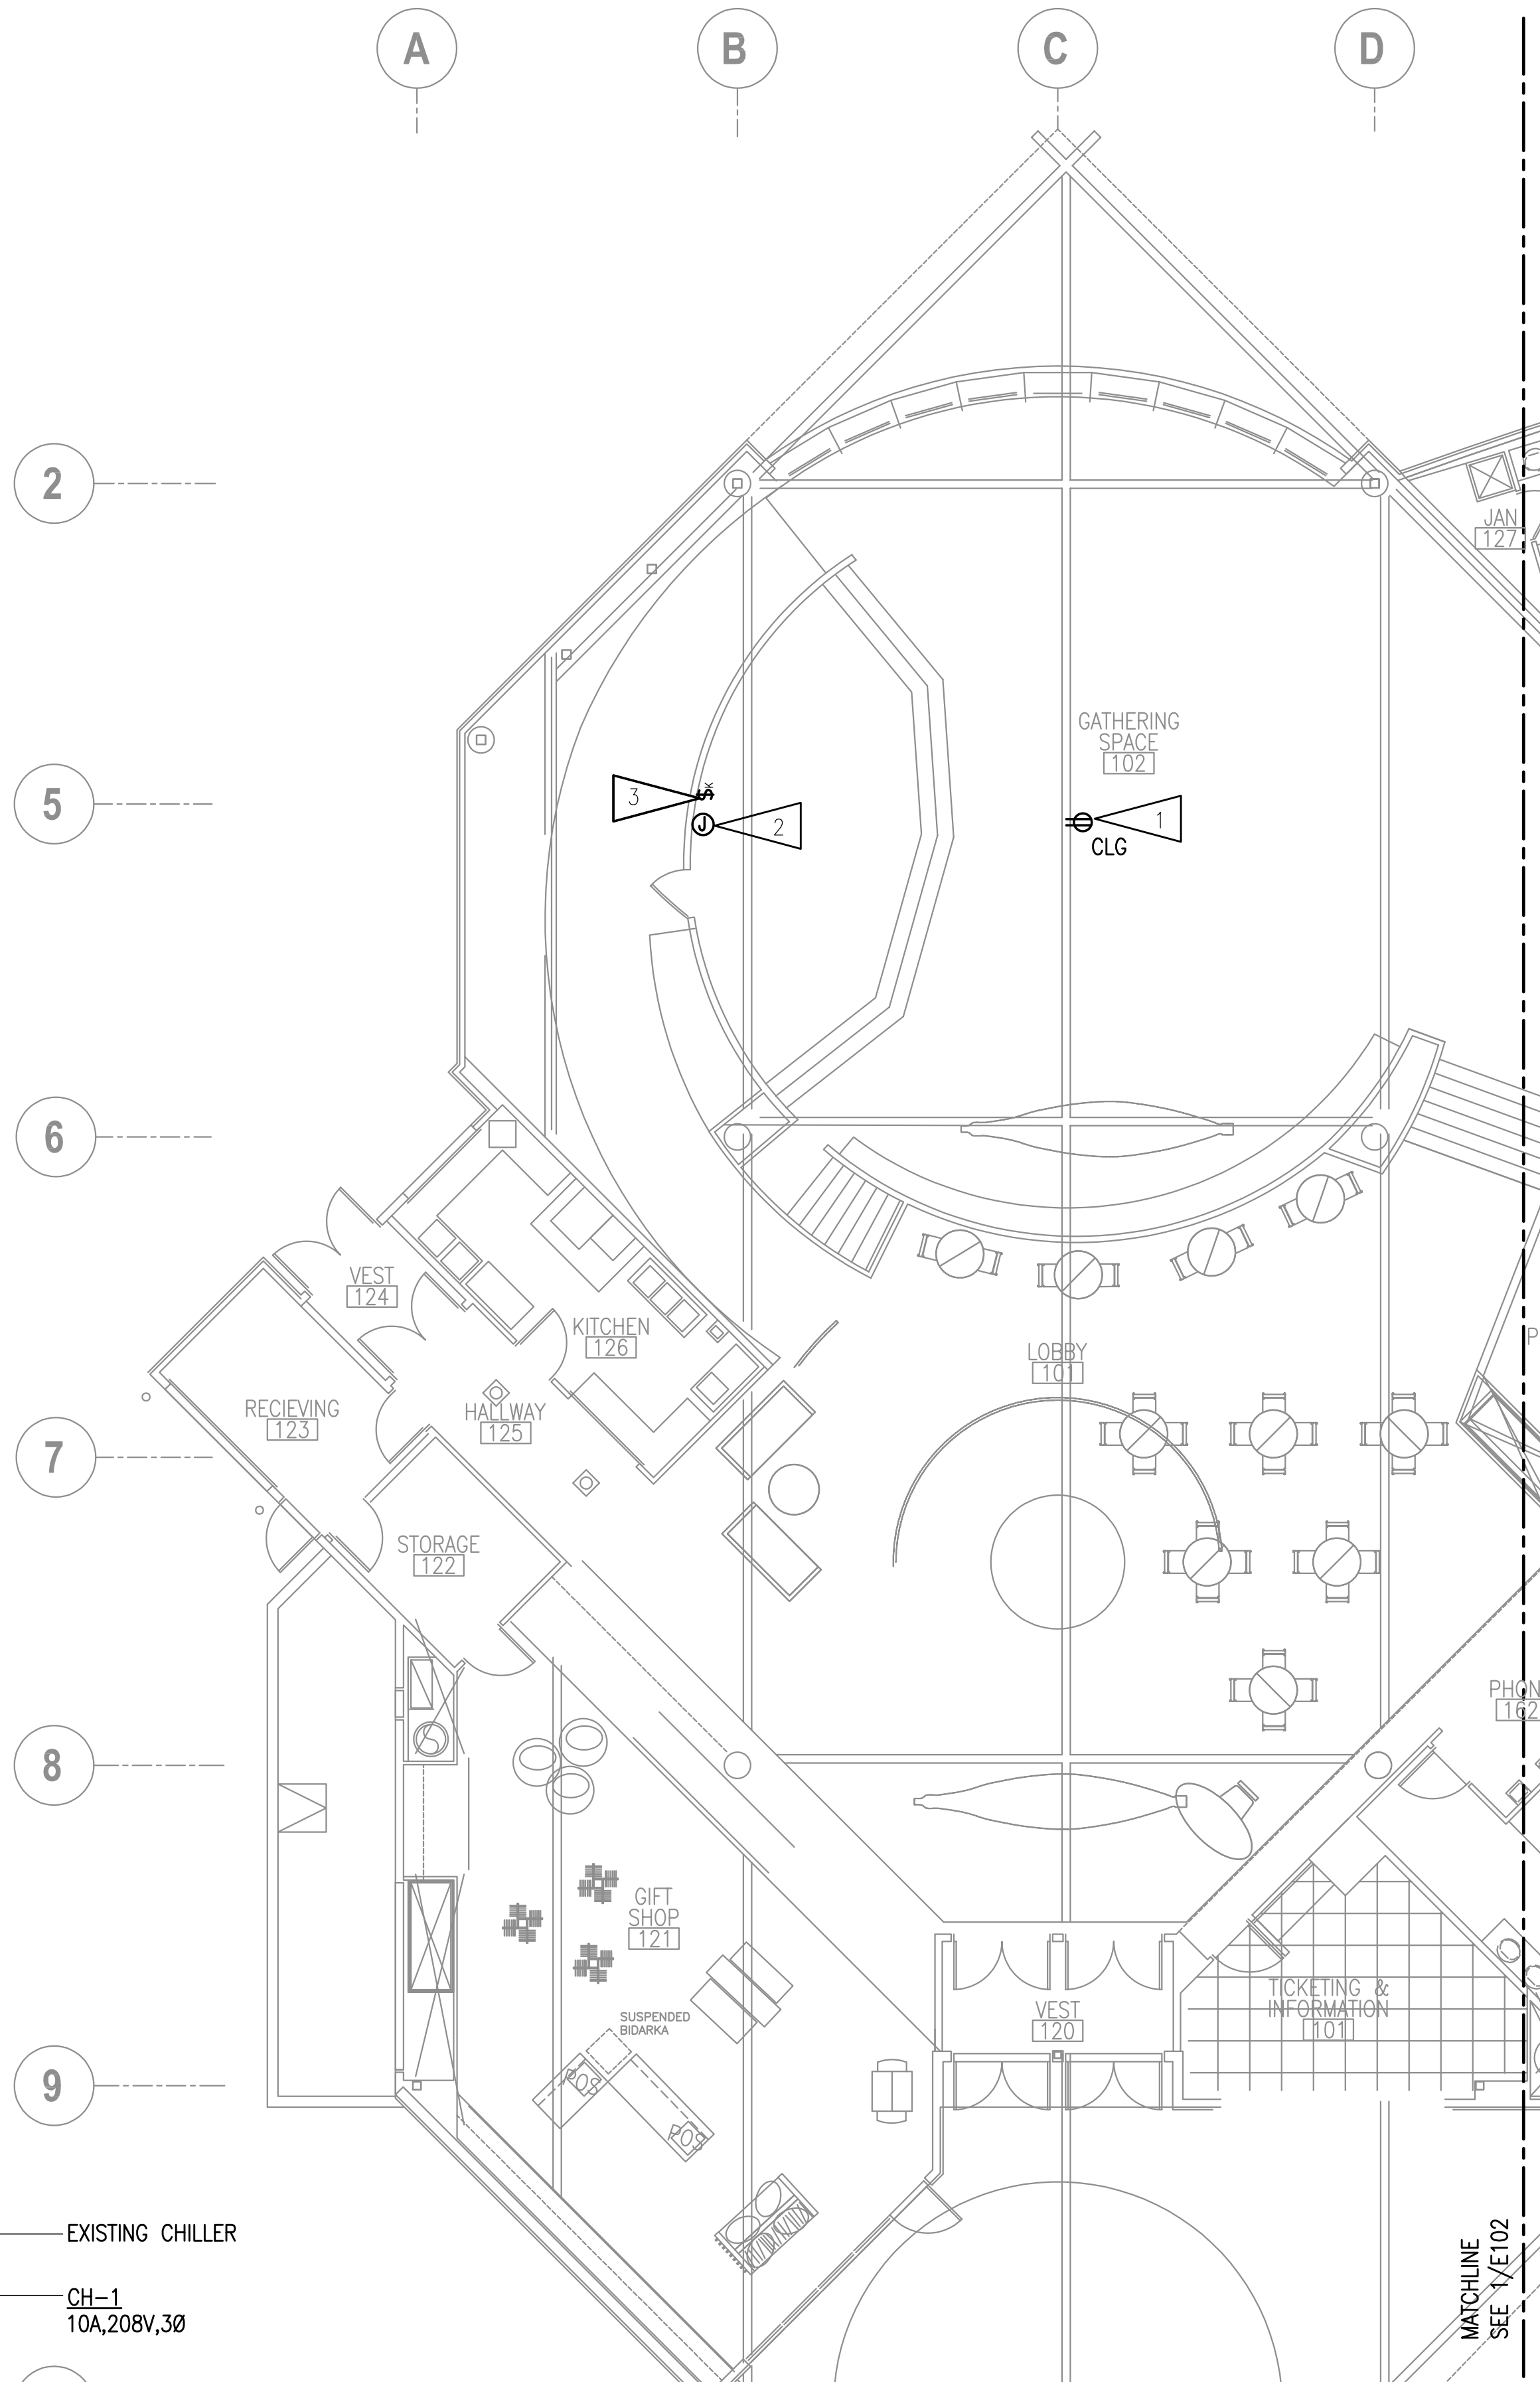 A
B
C
D
2
JAN
127
GATHERING
SPACE
102
5
3
$K
J
2
1
CLG
6
VEST
124
KITCHEN
126
LOBBY
101
P
RECIEVING
123
HALLWAY
125
7
STORAGE
122
PHON
162
8
S
GIFT
SHOP
121
TICKETING &
INFORMATION
101
VEST
120
SUSPENDED
BIDARKA
9
POS
POS
EXISTING CHILLER
CH-1
10A,208V,3Ø
MATCHLINE
SEE 1/E102